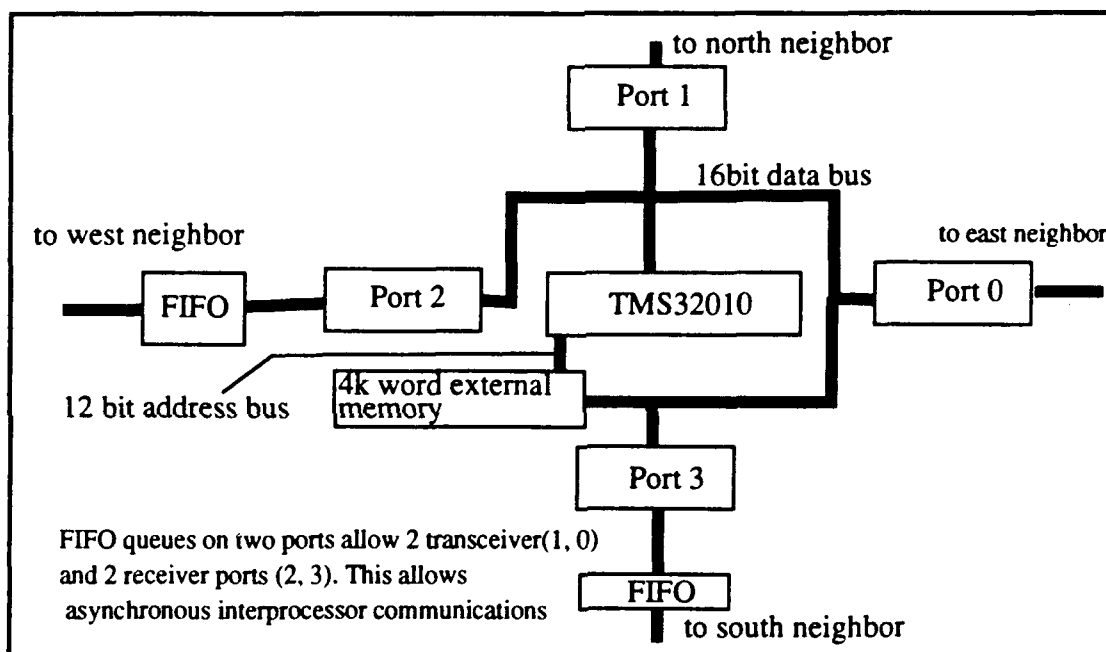 to north neighbor
Port 1
16bit data bus
to west neighbor
to east neighbor
FIFO
Port 2
TMS32010
Port 0
12 bit address bus
4k word external
memory
Port 3
FIFO queues on two ports allow 2 transceiver(1, 0)
and 2 receiver ports (2, 3). This allows
asynchronous interprocessor communications
FIFO
to south neighbor